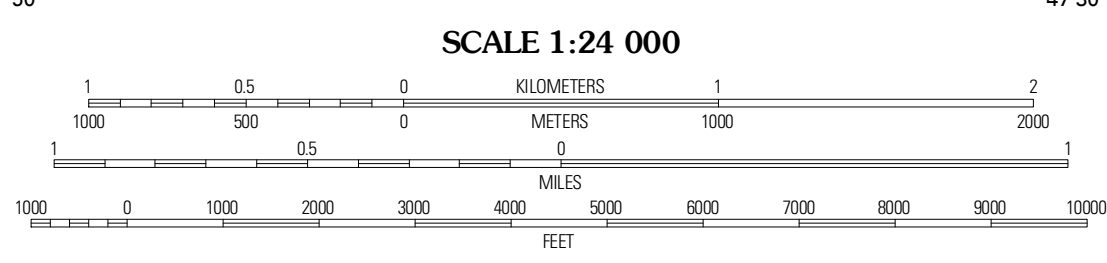 SCALE 1:24 000
1 0.5 0 KILOMETERS 1 2
1000 500 0 METERS 1000 2000
1 0.5 0 1
MILES
1000 0 1000 2000 3000 4000 5000 6000 7000 8000 9000 10000
FEET